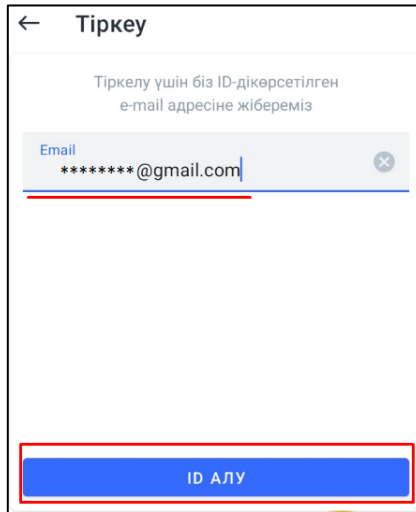 Тіркеу
Тіркелу үшін біз ID-дікөрсетілген
e-mail адресіне жібереміз
Email
********@gmail.com
ID АЛУ